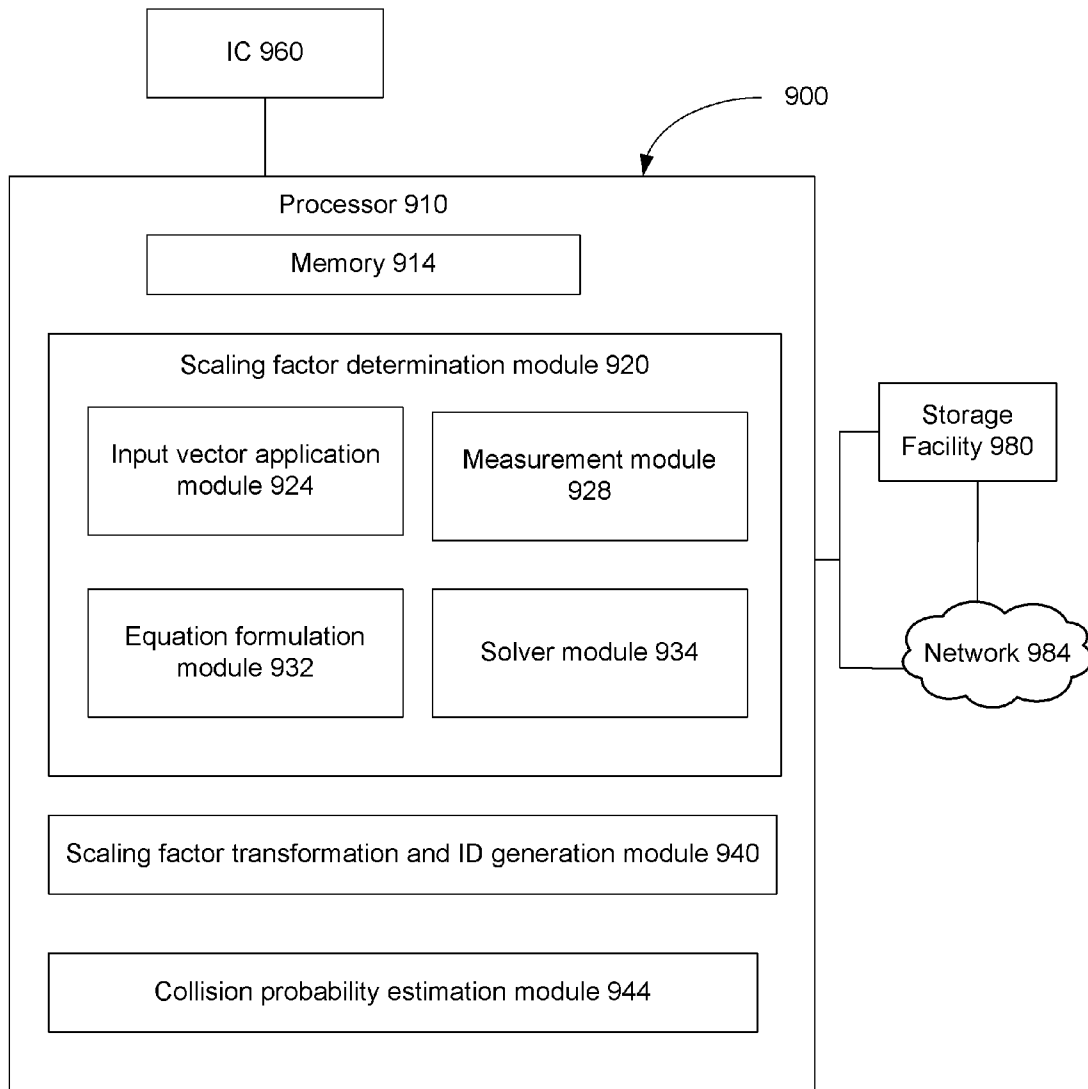 IC 960
900
Processor 910
Memory 914
Scaling factor determination module 920
Input vector application
module 924
Measurement module
928
Equation formulation
module 932
Solver module 934
Storage
Facility 980
Network 984
Scaling factor transformation and ID generation module 940
Collision probability estimation module 944